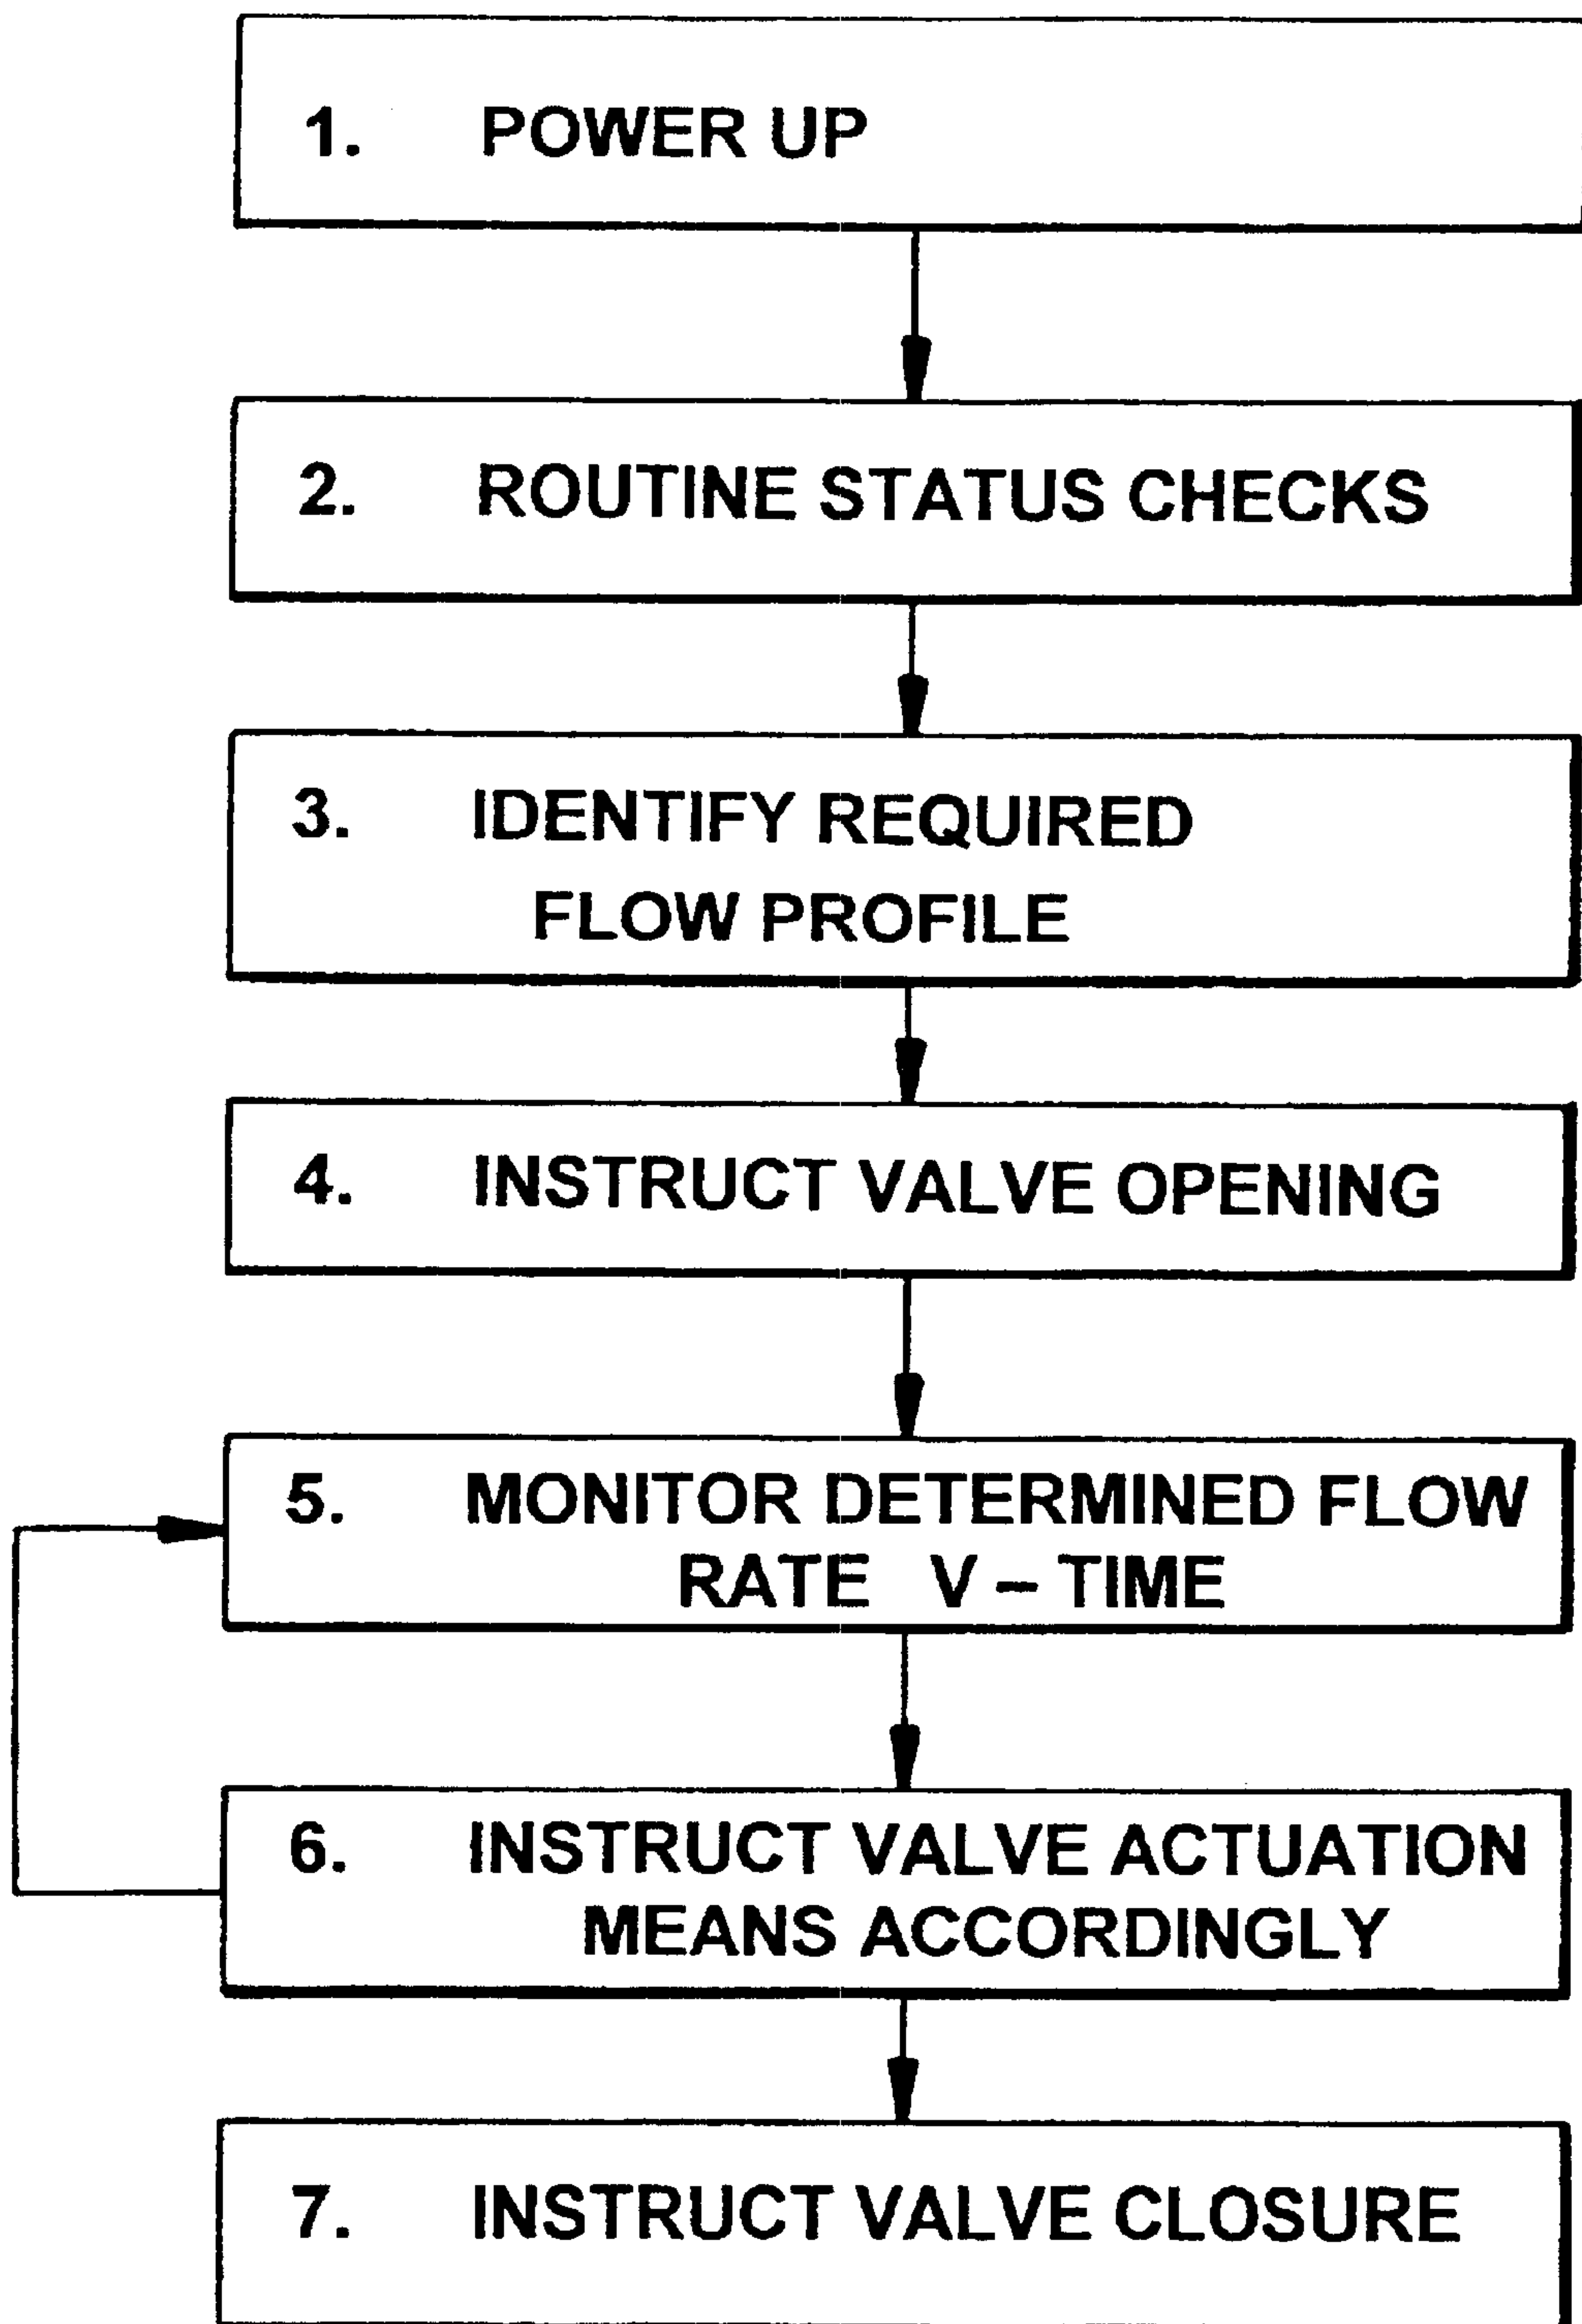 1. POWER UP
2. ROUTINE STATUS CHECKS
3. IDENTIFY REQUIRED
FLOW PROFILE
4. INSTRUCT VALVE OPENING
5. MONITOR DETERMINED FLOW
RATE V – TIME
6. INSTRUCT VALVE ACTUATION
MEANS ACCORDINGLY
7. INSTRUCT VALVE CLOSURE